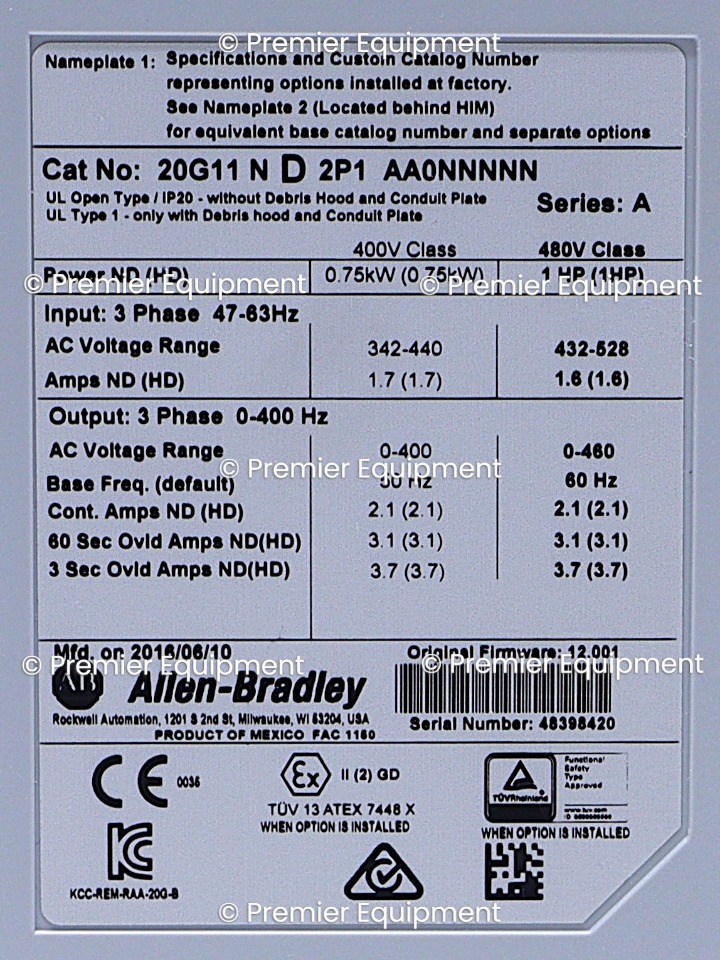 Premier Equipment
Nameplate 1: Specifications and Custom Catalog Number
representing options installed at factory.
See Nameplate 2 (Located behind HIM)
for equivalent base catalog number and separate options
Cat No: 20G11 N D 2P1 AA0NNNNN
UL Open Type / IP20 - without Debris Hood and Conduit Plate
UL Type 1 - only with Debris hood and Conduit Plate
Series: A
400V Class 480V Class
Power ND (HD) 0.75kW (0.75kW) 1 HP (1HP)
Premier Equipment Premier Equipment
Input: 3 Phase 47-63Hz
AC Voltage Range 342-440 432-528
Amps ND (HD) 1.7 (1.7) 1.6 (1.6)
Output: 3 Phase 0-400 Hz
AC Voltage Range 0-400 0-460
Premier Equipment
Base Freq. (default) 50 Hz 60 Hz
Cont. Amps ND (HD) 2.1 (2.1) 2.1 (2.1)
60 Sec Ovld Amps ND(HD) 3.1 (3.1) 3.1 (3.1)
3 Sec Ovld Amps ND(HD) 3.7 (3.7) 3.7 (3.7)
Mfd. on 2016/06/10 Original Firmware: 12.001
Premier Equipment Premier Equipment
AB Allen-Bradley
Rockwell Automation, 1201 S 2nd St, Milwaukee, WI 53204, USA
PRODUCT OF MEXICO FAC 1150
Serial Number: 48398420
CE 0035
Ex II (2) GD
TÜV 13 ATEX 7448 X
WHEN OPTION IS INSTALLED
TÜVRheinland
Functional
Safety
Type
Approved
www.tuv.com
WHEN OPTION IS INSTALLED
KC
KCC-REM-RAA-20G-B
Premier Equipment